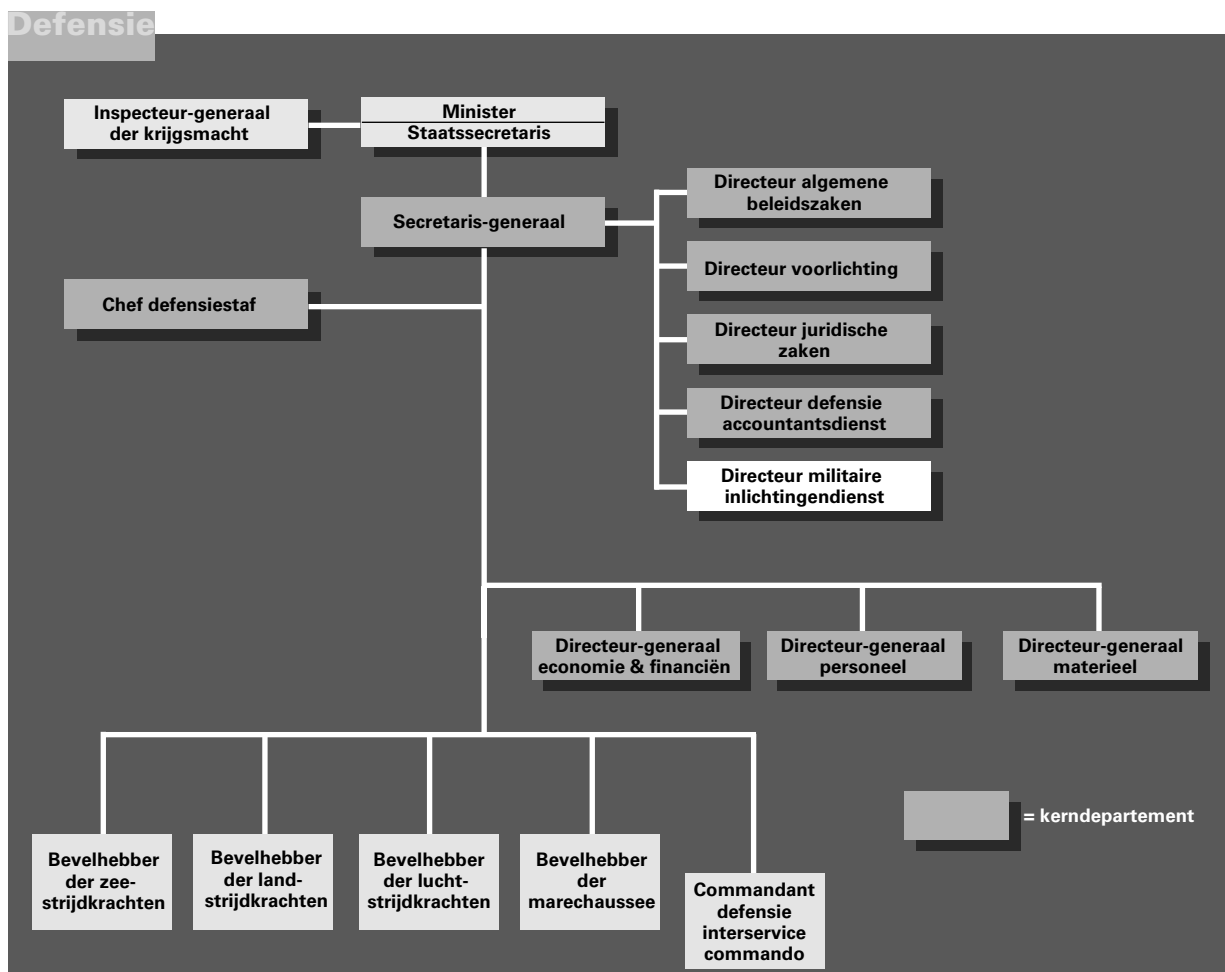 Defensie
Inspecteur-generaal
der krijgsmacht
Minister
Staatssecretaris
Directeur algemene
beleidszaken
Secretaris-generaal
Directeur voorlichting
Chef defensiestaf
Directeur juridische
zaken
Directeur defensie
accountantsdienst
Directeur militaire
inlichtingendienst
Directeur-generaal
economie & financiën
Directeur-generaal
personeel
Directeur-generaal
materieel
= kerndepartement
Bevelhebber
der zee-
strijdkrachten
Bevelhebber
der land-
strijdkrachten
Bevelhebber
der lucht-
strijdkrachten
Bevelhebber
der
marechaussee
Commandant
defensie
interservice
commando